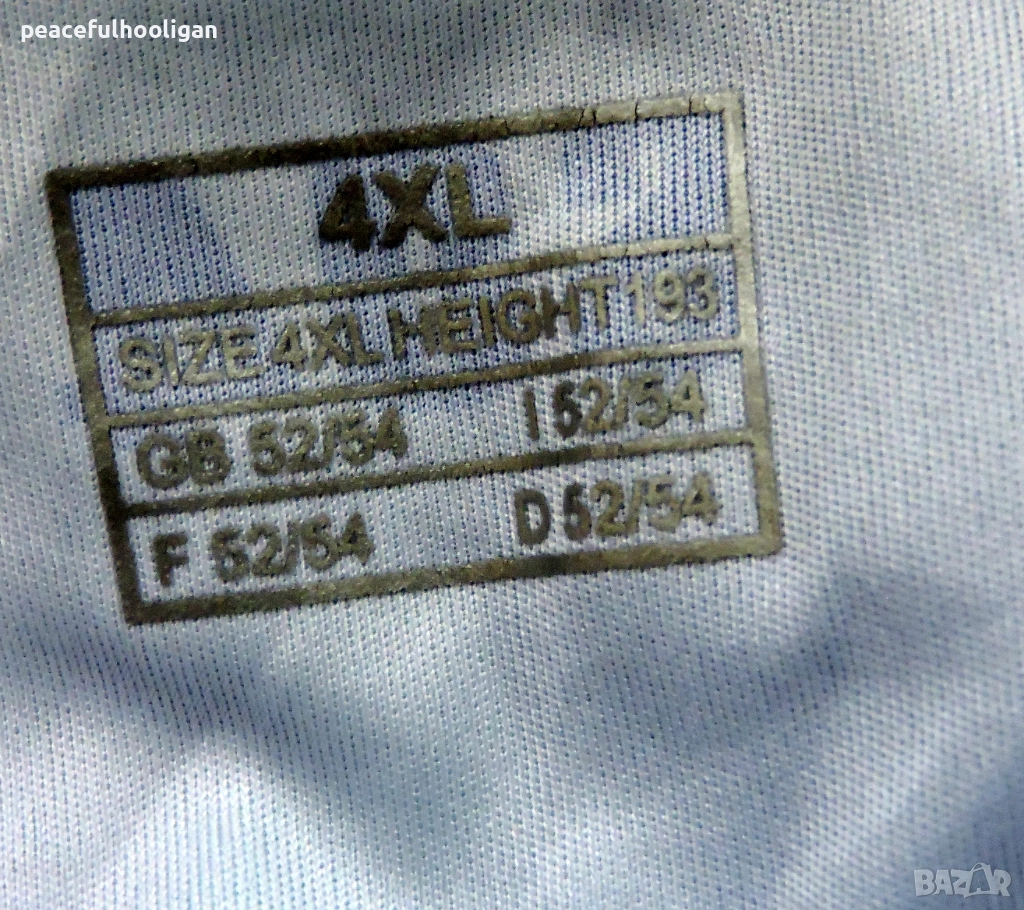 peacefulhooligan
4XL
SIZE 4XL HEIGHT 193
GB 52/54 I 52/54
F 52/54 D 52/54
BAZAR